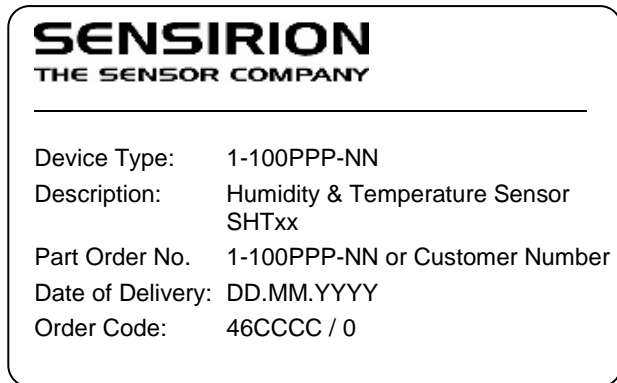 SENSIRION
THE SENSOR COMPANY
Device Type: 1-100PPP-NN
Description: Humidity & Temperature Sensor
SHTxx
Part Order No. 1-100PPP-NN or Customer Number
Date of Delivery: DD.MM.YYYY
Order Code: 46CCCC / 0